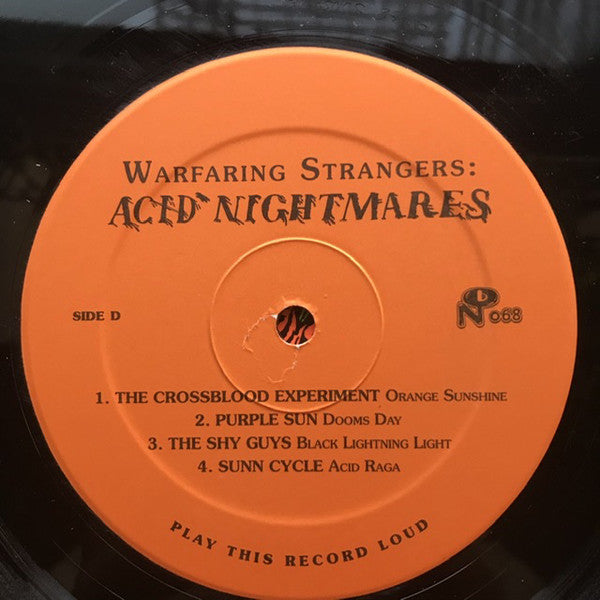 WARFARING STRANGERS:
ACID NIGHTMARES
SIDE D
N 068
1. THE CROSSBLOOD EXPERIMENT ORANGE SUNSHINE
2. PURPLE SUN DOOMS DAY
3. THE SHY GUYS BLACK LIGHTNING LIGHT
4. SUNN CYCLE ACID RAGA
PLAY THIS RECORD LOUD